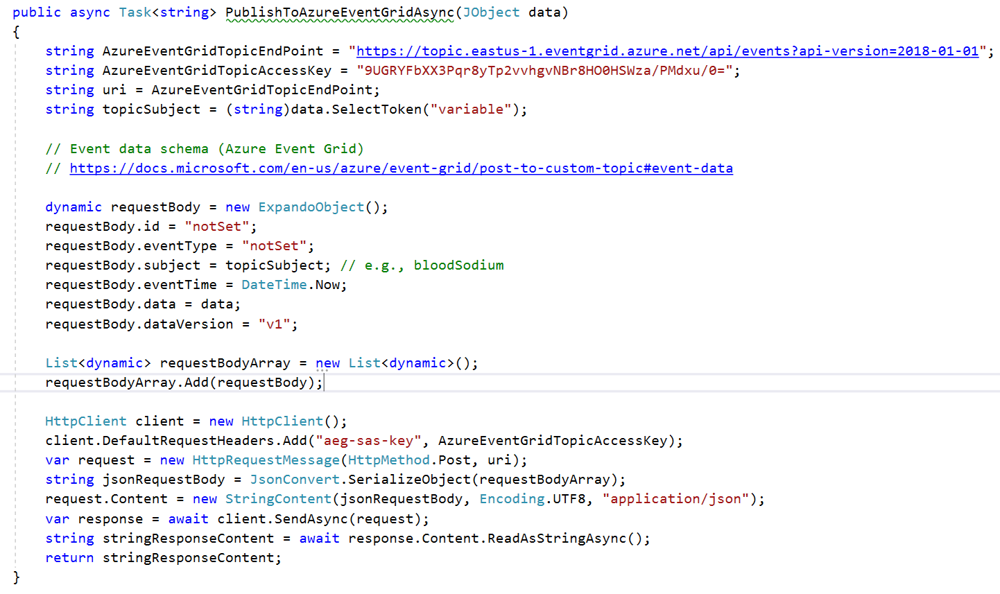 public async Task<string> PublishToAzureEventGridAsync(JObject data)
{
string AzureEventGridTopicEndPoint = "https://topic.eastus-1.eventgrid.azure.net/api/events?api-version=2018-01-01";
string AzureEventGridTopicAccessKey = "9UGRYFbXX3Pqr8yTp2vvhgvNBr8HO0HSWza/PMdxu/0=";
string uri = AzureEventGridTopicEndPoint;
string topicSubject = (string)data.SelectToken("variable");
// Event data schema (Azure Event Grid)
// https://docs.microsoft.com/en-us/azure/event-grid/post-to-custom-topic#event-data
dynamic requestBody = new ExpandoObject();
requestBody.id = "notSet";
requestBody.eventType = "notSet";
requestBody.subject = topicSubject; // e.g., bloodSodium
requestBody.eventTime = DateTime.Now;
requestBody.data = data;
requestBody.dataVersion = "v1";
List<dynamic> requestBodyArray = new List<dynamic>();
requestBodyArray.Add(requestBody);
HttpClient client = new HttpClient();
client.DefaultRequestHeaders.Add("aeg-sas-key", AzureEventGridTopicAccessKey);
var request = new HttpRequestMessage(HttpMethod.Post, uri);
string jsonRequestBody = JsonConvert.SerializeObject(requestBodyArray);
request.Content = new StringContent(jsonRequestBody, Encoding.UTF8, "application/json");
var response = await client.SendAsync(request);
string stringResponseContent = await response.Content.ReadAsStringAsync();
return stringResponseContent;
}